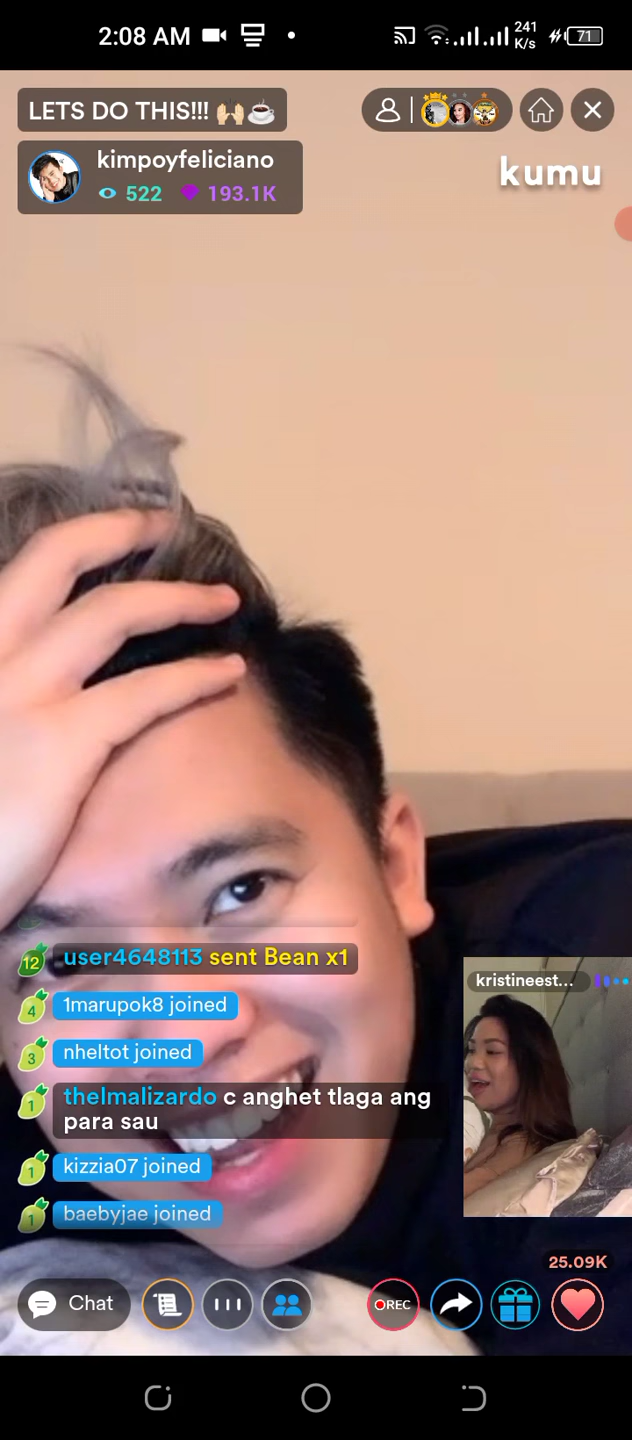 2:08 AM
241
K/s
71
LETS DO THIS!!! 🙌🏻☕
kimpoyfeliciano
522 193.1K
kumu
12 user4648113 sent Bean x1
4 1marupok8 joined
3 nheltot joined
1 thelmalizardo c anghet tlaga ang
para sau
1 kizzia07 joined
1 baebyjae joined
kristineest...
25.09K
Chat
REC